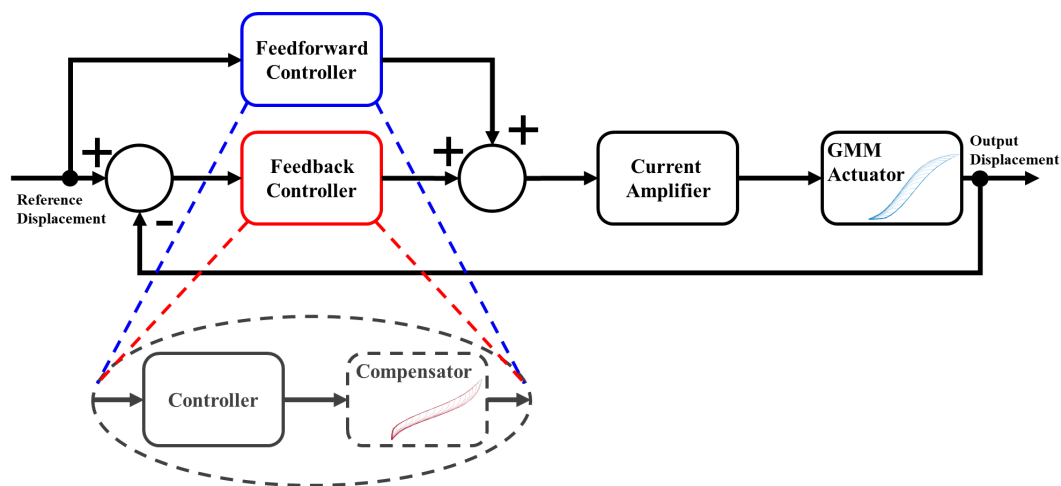 Feedforward
Controller
+
+
Feedback
Controller
+
-
Reference
Displacement
Current
Amplifier
GMM
Actuator
Output
Displacement
Controller
Compensator